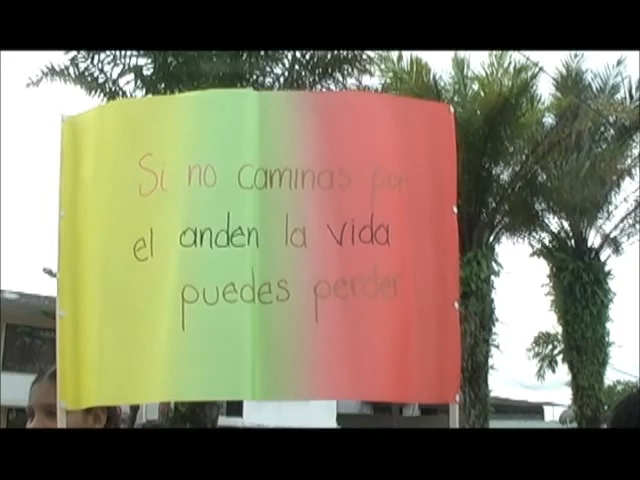 Si no caminas por
el anden la vida
puedes perder